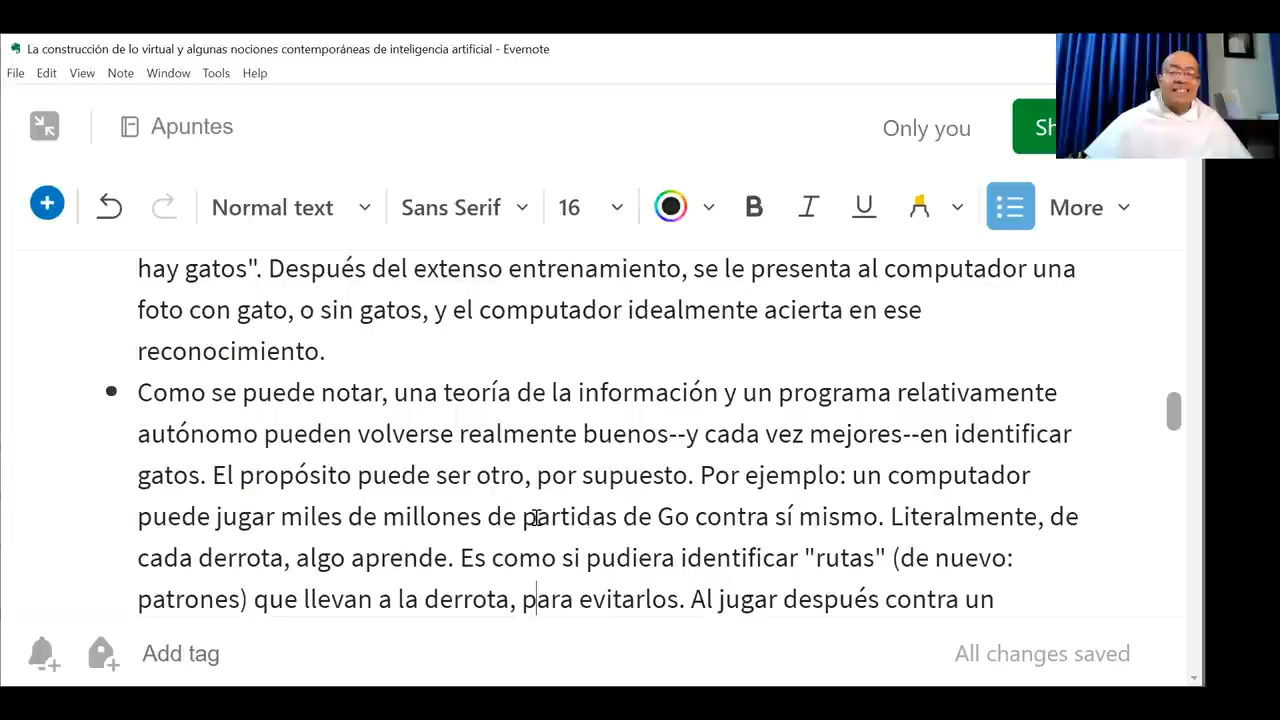 La construcción de lo virtual y algunas nociones contemporáneas de inteligencia artificial - Evernote
File Edit View Note Window Tools Help
Apuntes
Only you
Sh
Normal text
Sans Serif
16
B I U
More
hay gatos". Después del extenso entrenamiento, se le presenta al computador una
foto con gato, o sin gatos, y el computador idealmente acierta en ese
reconocimiento.
Como se puede notar, una teoría de la información y un programa relativamente
autónomo pueden volverse realmente buenos--y cada vez mejores--en identificar
gatos. El propósito puede ser otro, por supuesto. Por ejemplo: un computador
puede jugar miles de millones de partidas de Go contra sí mismo. Literalmente, de
cada derrota, algo aprende. Es como si pudiera identificar "rutas" (de nuevo:
patrones) que llevan a la derrota, para evitarlos. Al jugar después contra un
Add tag
All changes saved